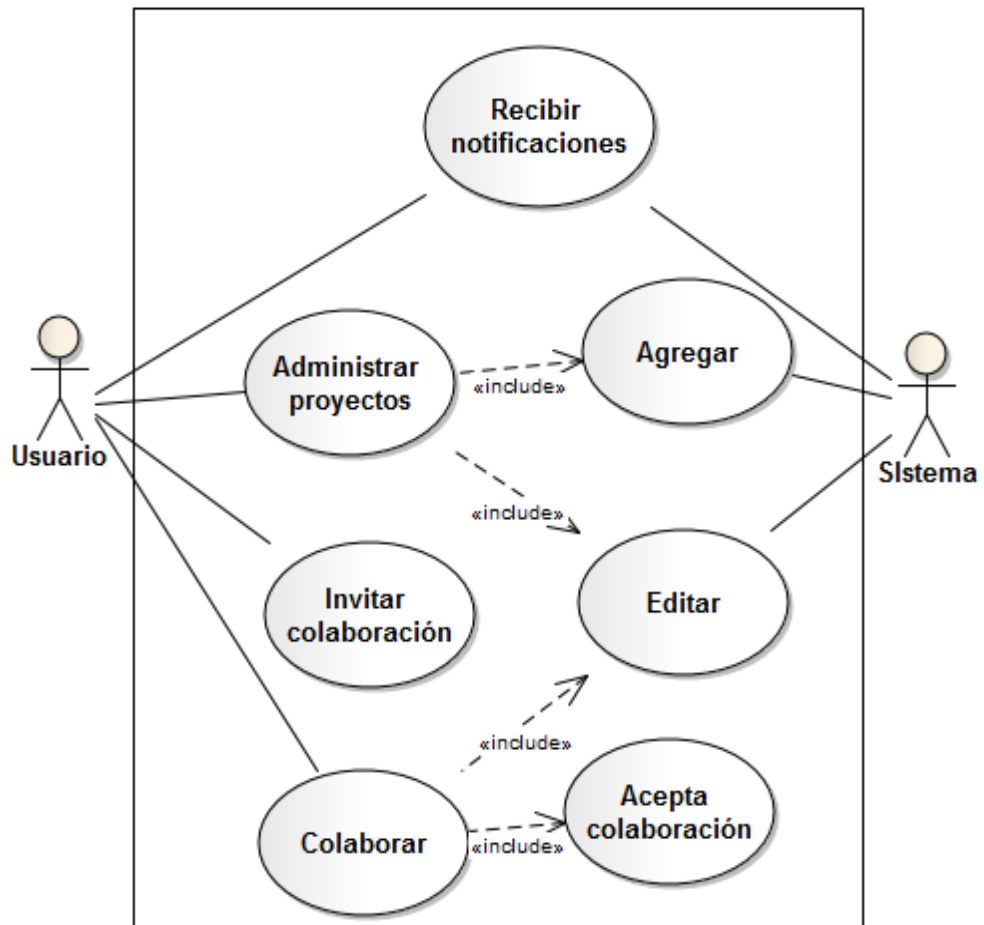 Recibir
notificaciones
Administrar
proyectos
«include»
Agregar
Usuario
SIstema
«include»
Invitar
colaboración
Editar
«include»
Colaborar
«include»
Acepta
colaboración